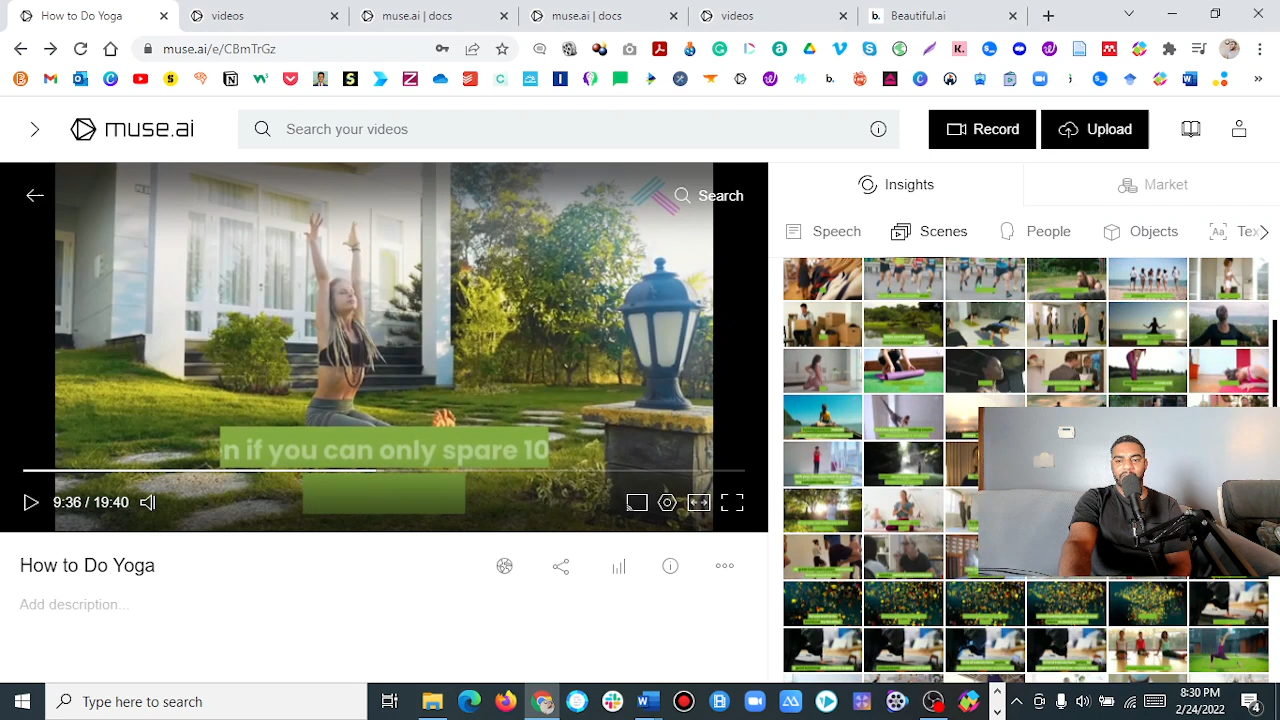 How to Do Yoga
videos
muse.ai | docs
muse.ai | docs
videos
b. Beautiful.ai
muse.ai/e/CBmTrGz
muse.ai
Search your videos
Record
Upload
Search
Insights
Market
Speech
Scenes
People
Objects
Aa Tex
if you can only spare 10
9:36 / 19:40
How to Do Yoga
Add description...
Type here to search
8:30 PM
2/24/2022
4